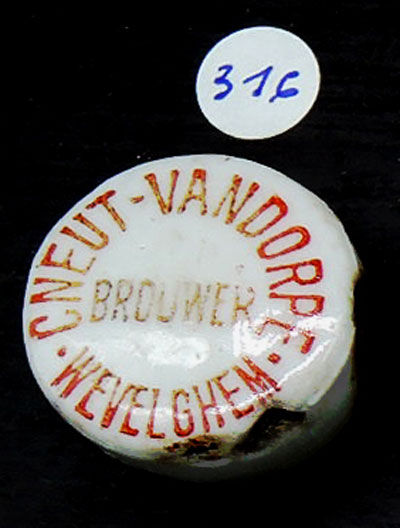 316
CNEUT-VANDORPE
BROUWER
· WEVELGHEM ·